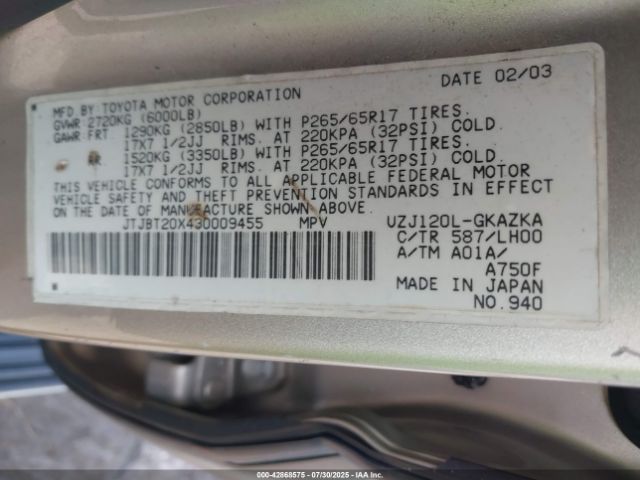 DATE 02/03
MFD BY TOYOTA MOTOR CORPORATION
GVWR 2720KG (6000LB)
GAWR FRT 1290KG (2850LB) WITH P265/65R17 TIRES.
17X7 1/2JJ RIMS. AT 220KPA (32PSI) COLD.
RR 1520KG (3350LB) WITH P265/65R17 TIRES.
17X7 1/2JJ RIMS. AT 220KPA (32PSI) COLD.
THIS VEHICLE CONFORMS TO ALL APPLICABLE FEDERAL MOTOR
VEHICLE SAFETY AND THEFT PREVENTION STANDARDS IN EFFECT
ON THE DATE OF MANUFACTURE SHOWN ABOVE.
JTJBT20X430009455 MPV UZJ120L-GKAZKA
C/TR 587/LH00
A/TM A01A/
A750F
MADE IN JAPAN
NO.940
000-42868575 | 07/30/2025 | IAA Inc.